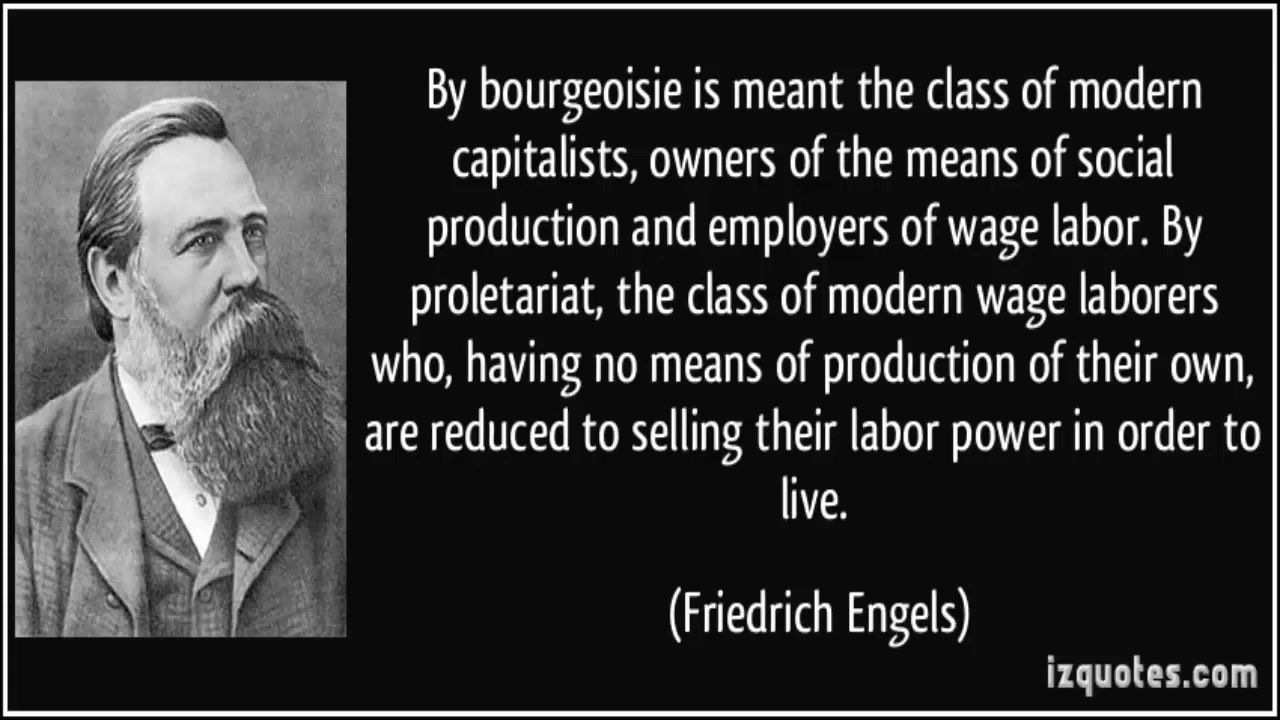 By bourgeoisie is meant the class of modern
capitalists, owners of the means of social
production and employers of wage labor. By
proletariat, the class of modern wage laborers
who, having no means of production of their own,
are reduced to selling their labor power in order to
live.
(Friedrich Engels)
izquotes.com